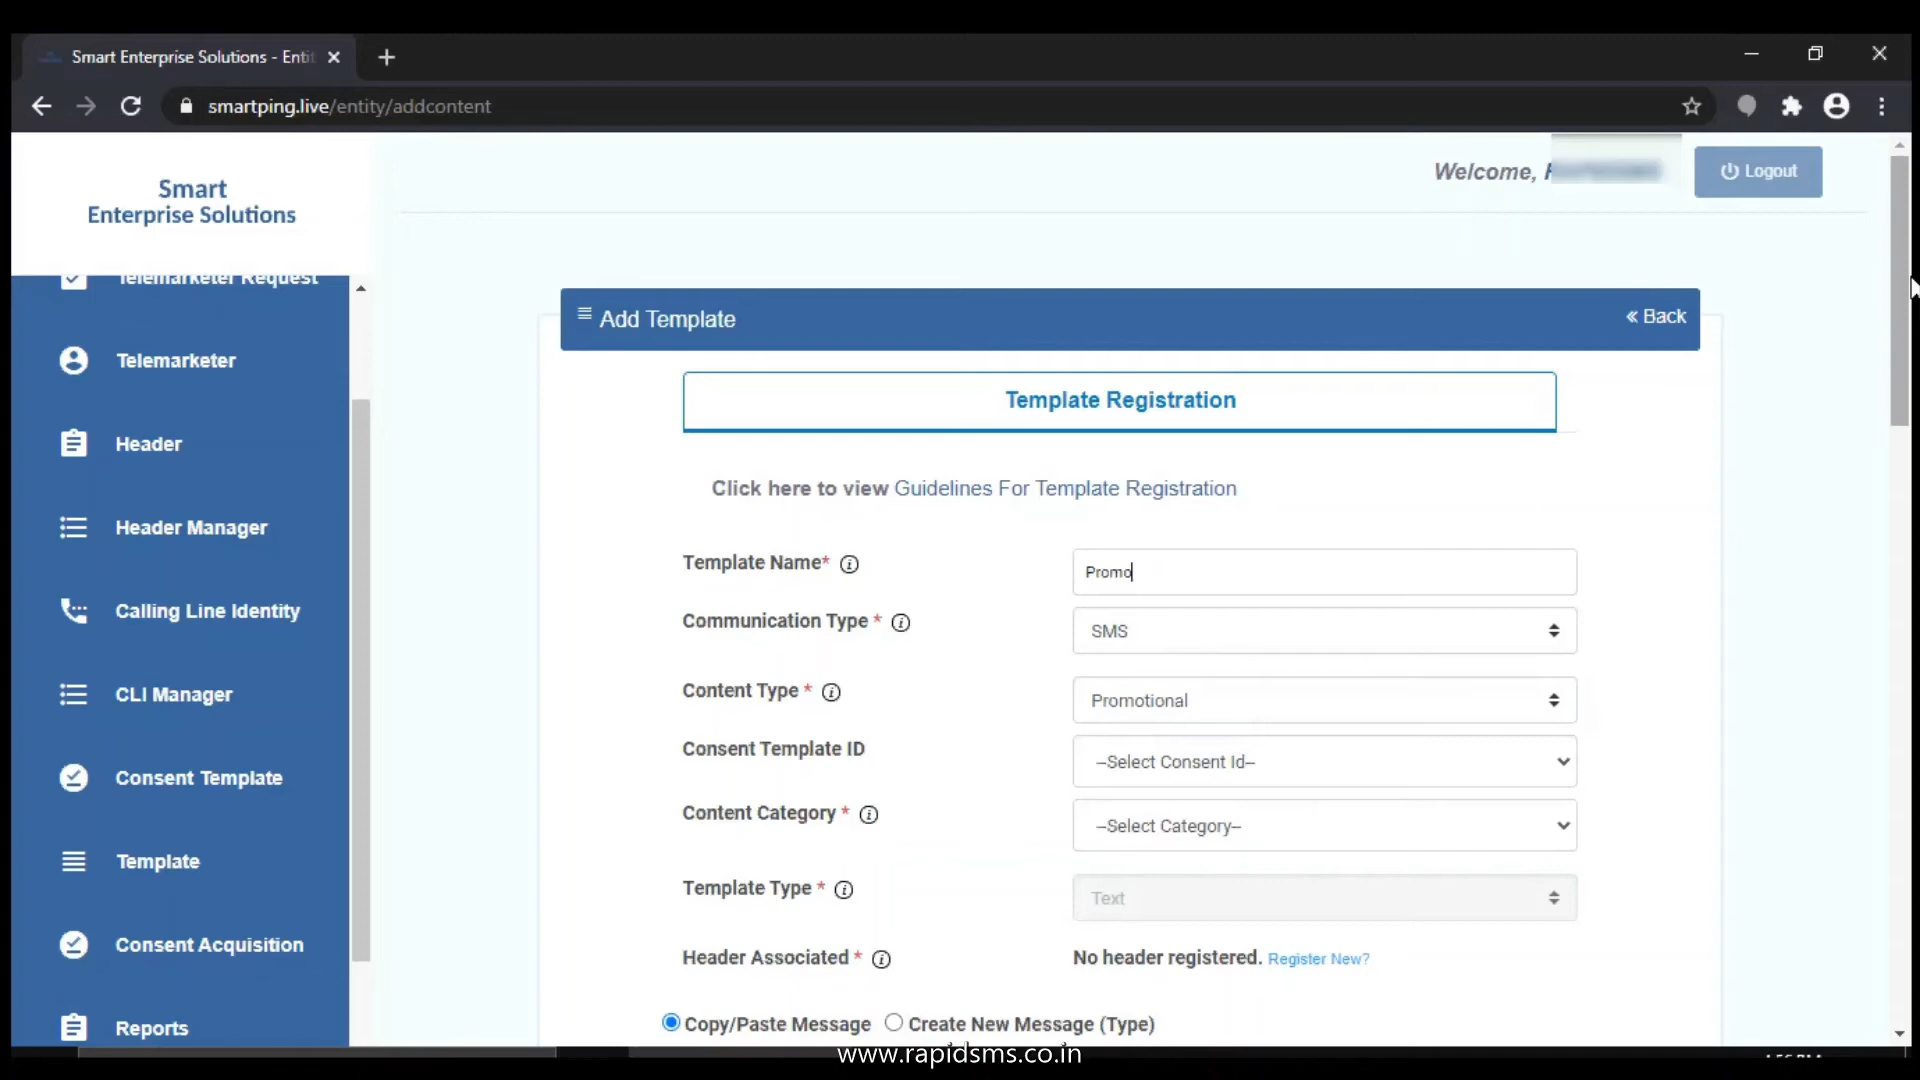 Smart Enterprise Solutions - Enti
smartping.live/entity/addcontent
Smart
Enterprise Solutions
Welcome,
Logout
Telemarketer Request
Telemarketer
Header
Header Manager
Calling Line Identity
CLI Manager
Consent Template
Template
Consent Acquisition
Reports
Add Template
« Back
Template Registration
Click here to view Guidelines For Template Registration
Template Name*
Promo
Communication Type *
SMS
Content Type *
Promotional
Consent Template ID
--Select Consent Id--
Content Category *
--Select Category--
Template Type *
Text
Header Associated *
No header registered. Register New?
Copy/Paste Message Create New Message (Type)
www.rapidsms.co.in